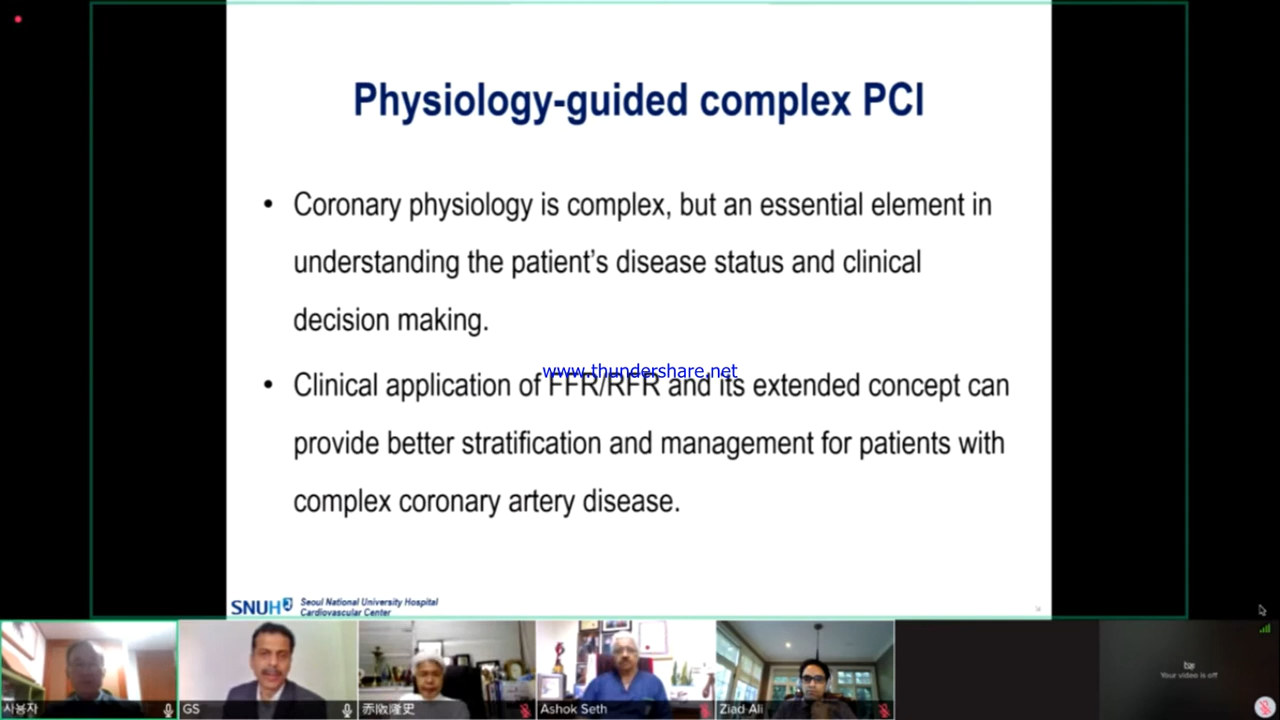 Physiology-guided complex PCI
• Coronary physiology is complex, but an essential element in
understanding the patient’s disease status and clinical
decision making.
www.thundershare.net
• Clinical application of FFR/RFR and its extended concept can
provide better stratification and management for patients with
complex coronary artery disease.
SNUH Seoul National University Hospital
Cardiovascular Center
사용자
GS
赤阪隆史
Ashok Seth
Ziad Ali
Your video is off